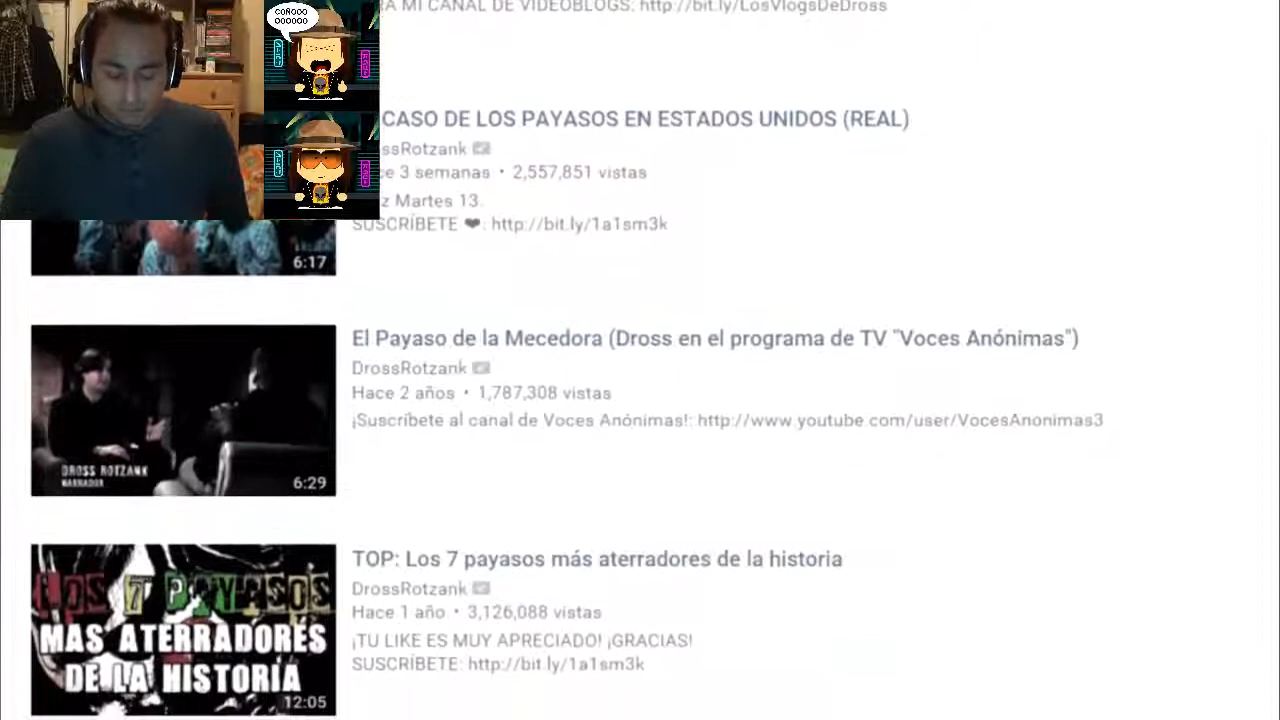 RA MI CANAL DE VIDEOBLOGS: http://bit.ly/LosVlogsDeDross
COÑOOO
OOOOOO
CASO DE LOS PAYASOS EN ESTADOS UNIDOS (REAL)
ssRotzank
ce 3 semanas • 2,557,851 vistas
z Martes 13.
SUSCRÍBETE ❤: http://bit.ly/1a1sm3k
6:17
El Payaso de la Mecedora (Dross en el programa de TV "Voces Anónimas")
DrossRotzank
Hace 2 años • 1,787,308 vistas
¡Suscríbete al canal de Voces Anónimas!: http://www.youtube.com/user/VocesAnonimas3
DROSS ROTZANK
NARRADOR
6:29
TOP: Los 7 payasos más aterradores de la historia
DrossRotzank
Hace 1 año • 3,126,088 vistas
¡TU LIKE ES MUY APRECIADO! ¡GRACIAS!
SUSCRÍBETE: http://bit.ly/1a1sm3k
LOS 7 PAYASOS
MAS ATERRADORES
DE LA HISTORIA
12:05